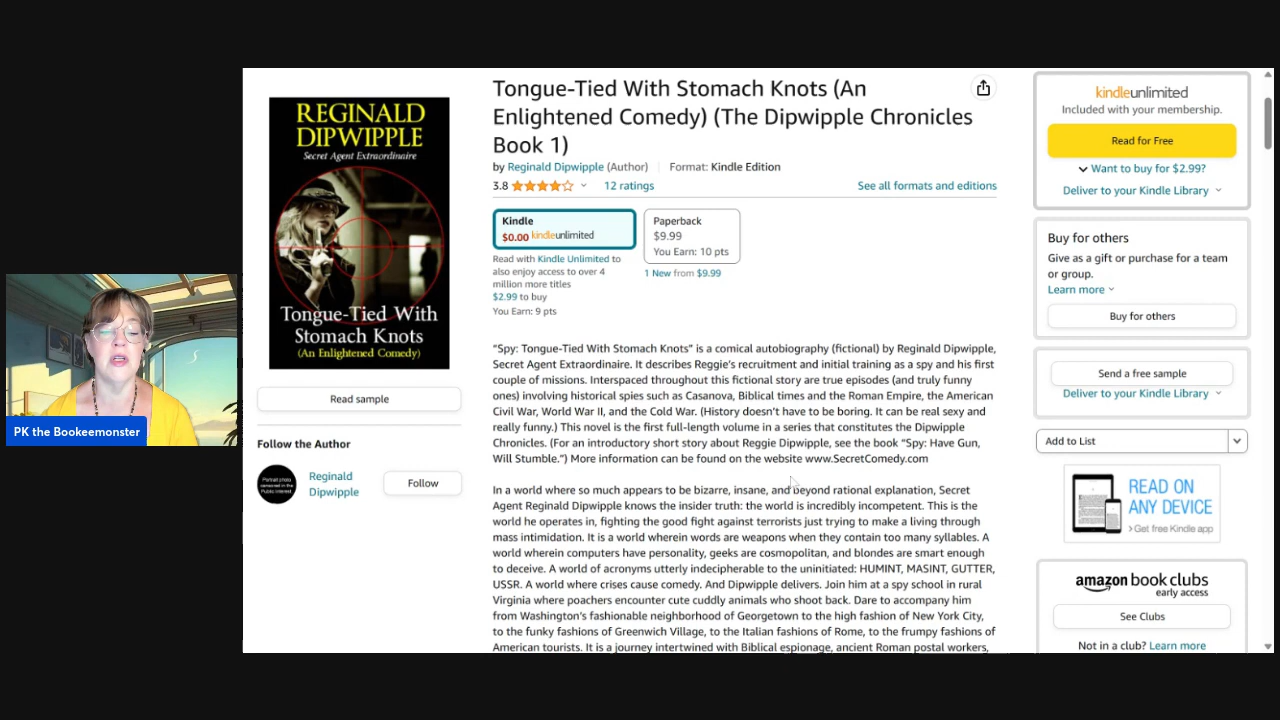 Tongue-Tied With Stomach Knots (An
Enlightened Comedy) (The Dipwipple Chronicles
Book 1)
by Reginald Dipwipple (Author) | Format: Kindle Edition
3.8 12 ratings
See all formats and editions
REGINALD
DIPWIPPLE
Secret Agent Extraordinaire
Tongue-Tied With
Stomach Knots
(An Enlightened Comedy)
Read sample
Follow the Author
Reginald
Dipwipple
Follow
PK the Bookeemonster
Kindle
$0.00 kindleunlimited
Read with Kindle Unlimited to
also enjoy access to over 4
million more titles
$2.99 to buy
You Earn: 9 pts
Paperback
$9.99
You Earn: 10 pts
1 New from $9.99
“Spy: Tongue-Tied With Stomach Knots” is a comical autobiography (fictional) by Reginald Dipwipple,
Secret Agent Extraordinaire. It describes Reggie’s recruitment and initial training as a spy and his first
couple of missions. Interspaced throughout this fictional story are true episodes (and truly funny
ones) involving historical spies such as Casanova, Biblical times and the Roman Empire, the American
Civil War, World War II, and the Cold War. (History doesn’t have to be boring. It can be real sexy and
really funny.) This novel is the first full-length volume in a series that constitutes the Dipwipple
Chronicles. (For an introductory short story about Reggie Dipwipple, see the book “Spy: Have Gun,
Will Stumble.”) More information can be found on the website www.SecretComedy.com
In a world where so much appears to be bizarre, insane, and beyond rational explanation, Secret
Agent Reginald Dipwipple knows the insider truth: the world is incredibly incompetent. This is the
world he operates in, fighting the good fight against terrorists just trying to make a living through
mass intimidation. It is a world wherein words are weapons when they contain too many syllables. A
world wherein computers have personality, geeks are cosmopolitan, and blondes are smart enough
to deceive. A world of acronyms utterly indecipherable to the uninitiated: HUMINT, MASINT, GUTTER,
USSR. A world where crises cause comedy. And Dipwipple delivers. Join him at a spy school in rural
Virginia where poachers encounter cute cuddly animals who shoot back. Dare to accompany him
from Washington’s fashionable neighborhood of Georgetown to the high fashion of New York City,
to the funky fashions of Greenwich Village, to the Italian fashions of Rome, to the frumpy fashions of
American tourists. It is a journey intertwined with Biblical espionage, ancient Roman postal workers,
kindleunlimited
Included with your membership.
Read for Free
Want to buy for $2.99?
Deliver to your Kindle Library
Buy for others
Give as a gift or purchase for a team
or group.
Learn more
Buy for others
Send a free sample
Deliver to your Kindle Library
Add to List
READ ON
ANY DEVICE
> Get free Kindle app
amazon book clubs
early access
See Clubs
Not in a club? Learn more